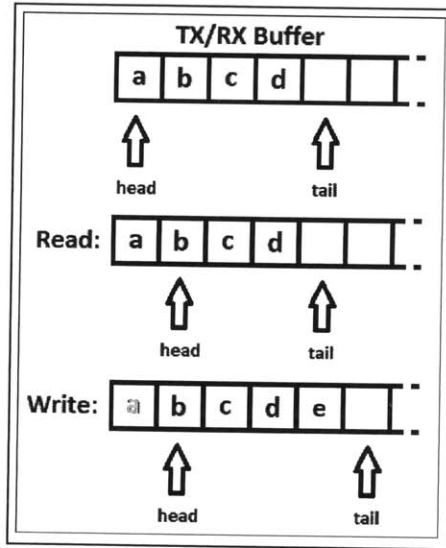 TX/RX Buffer
a b c d
head tail
Read: a b c d
head tail
Write: a b c d e
head tail